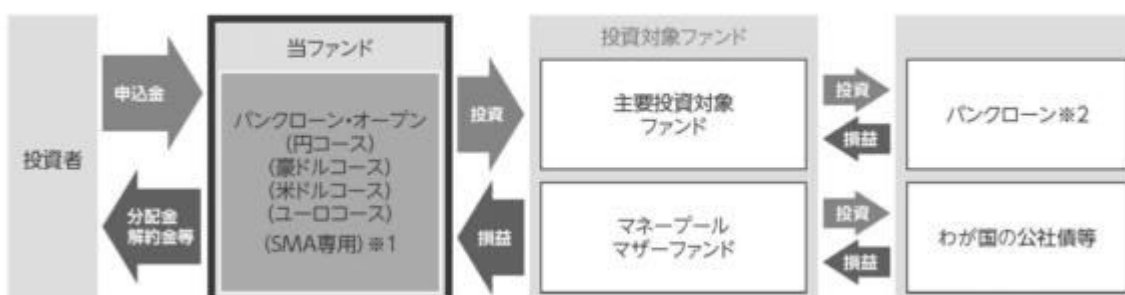 投資者
申込金
分配金
解約金等
当ファンド
バンクローン・オープン
(円コース)
(豪ドルコース)
(米ドルコース)
(ユーロコース)
(SMA専用)※1
投資
損益
投資対象ファンド
主要投資対象
ファンド
マネープール
マザーファンド
投資
損益
投資
損益
バンクローン※2
わが国の公社債等